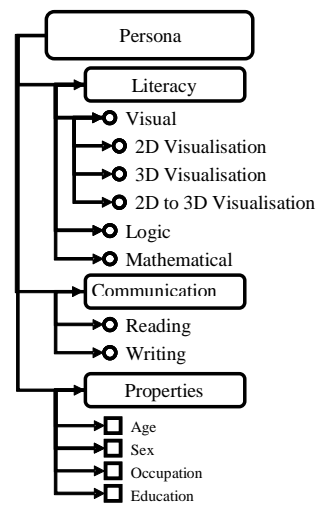 Persona
Literacy
Visual
2D Visualisation
3D Visualisation
2D to 3D Visualisation
Logic
Mathematical
Communication
Reading
Writing
Properties
Age
Sex
Occupation
Education